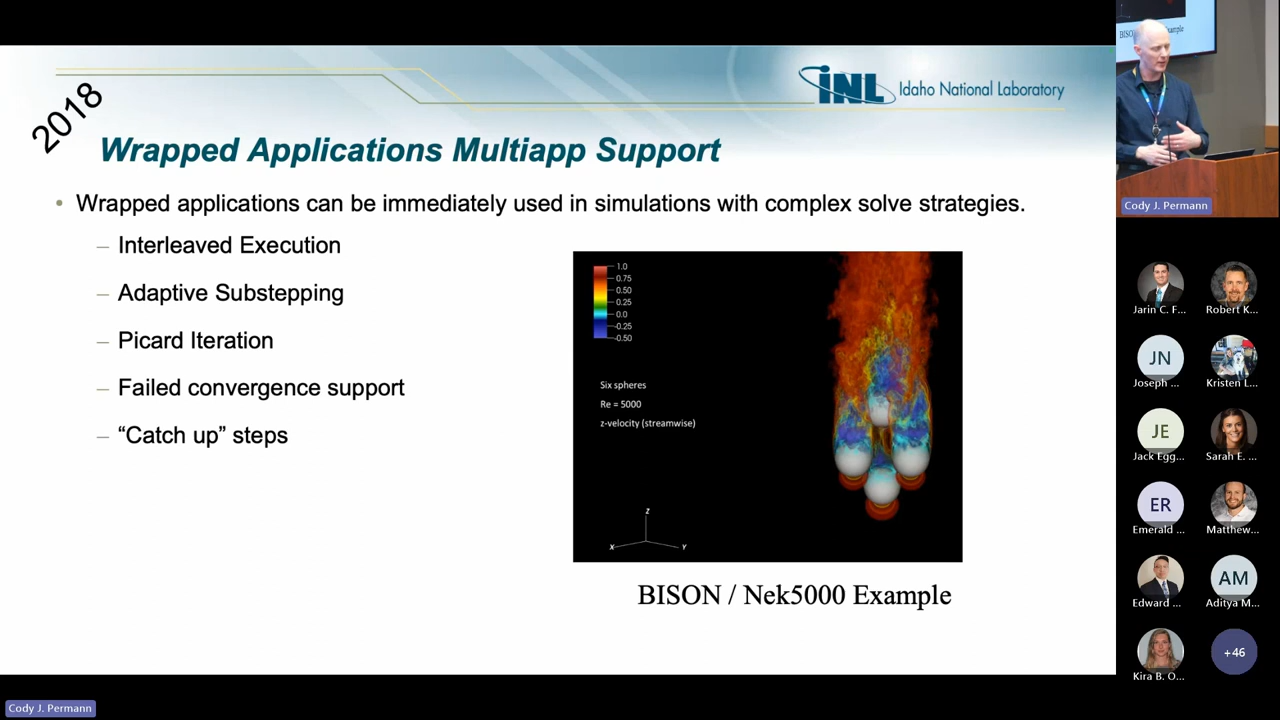 2018
INL Idaho National Laboratory
Wrapped Applications Multiapp Support
• Wrapped applications can be immediately used in simulations with complex solve strategies.
– Interleaved Execution
– Adaptive Substepping
– Picard Iteration
– Failed convergence support
– “Catch up” steps
1.0
0.75
0.50
0.25
0.0
-0.25
-0.50
Six spheres
Re = 5000
z-velocity (streamwise)
Z
X
Y
BISON / Nek5000 Example
Cody J. Permann
Jarin C. F...
Robert K...
JN
Joseph ...
Kristen L...
JE
Jack Egg...
Sarah E. ...
ER
Emerald ...
Matthew...
Edward ...
AM
Aditya M...
Kira B. O...
+46
Cody J. Permann